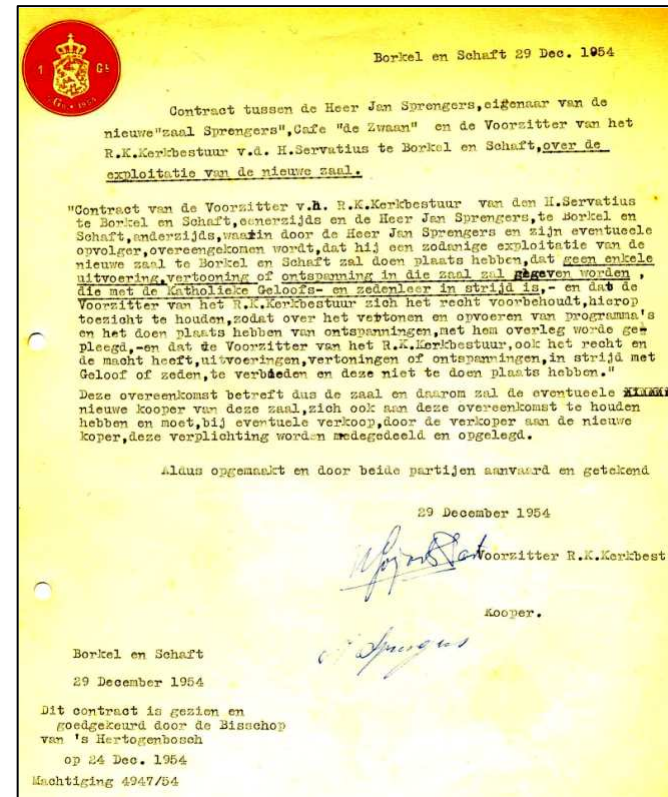 Borkel en Schaft 29 Dec. 1954
1 Gb
Contract tussen de Heer Jan Sprengers,eigenaar van de
nieuwe"zaal Sprengers",Cafe "de Zwaan" en de Voorzitter van het
R.K.Kerkbestuur v.d. H.Servatius te Borkel en Schaft,over de
exploitatie van de nieuwe zaal.
"Contract van de Voorzitter v.h. R.K.Kerkbestuur van den H.Servatius
te Borkel en Schaft,eenerzijds en de Heer Jan Sprengers,te Borkel en
Schaft,anderzijds,waarin door de Heer Jan Sprengers en zijn eventueele
opvolger,overeengekomen wordt,dat hij een zodanige exploitatie van de
nieuwe zaal te Borkel en Schaft zal doen plaats hebben,dat geen enkele
uitvoering,vertooning of ontspanning in die zaal zal gegeven worden ,
die met de Katholieke Geloofs- en zedenleer in strijd is,- en dat de
Voorzitter van het R.K.Kerkbestuur zich het recht voorbehoudt,hierop
toezicht te houden,zodat over het vertonen en opvoeren van programma's
en het doen plaats hebben van ontspanningen,met hem overleg worde ge=
pleegd,-en dat de Voorzitter van het R.K.Kerkbestuur,ook het recht en
de macht heeft,uitvoeringen,vertoningen of ontspanningen,in strijd met
Geloof of zeden,te verbieden en deze niet te doen plaats hebben."
Deze overeenkomst betreft dus de zaal en daarom zal de eventueele
nieuwe kooper van deze zaal,zich ook aan deze overeenkomst te houden
hebben en moet,bij eventuele verkoop,door de verkoper aan de nieuwe
koper,deze verplichting worden medegedeeld en opgelegd.
Aldus opgemaakt en door beide partijen aanvaard en getekend
29 December 1954
Voorzitter R.K.Kerkbest
Kooper.
Sprengers
Borkel en Schaft
29 December 1954
Dit contract is gezien en
goedgekeurd door de Bisschop
van 's Hertogenbosch
op 24 Dec. 1954
Machtiging 4947/54